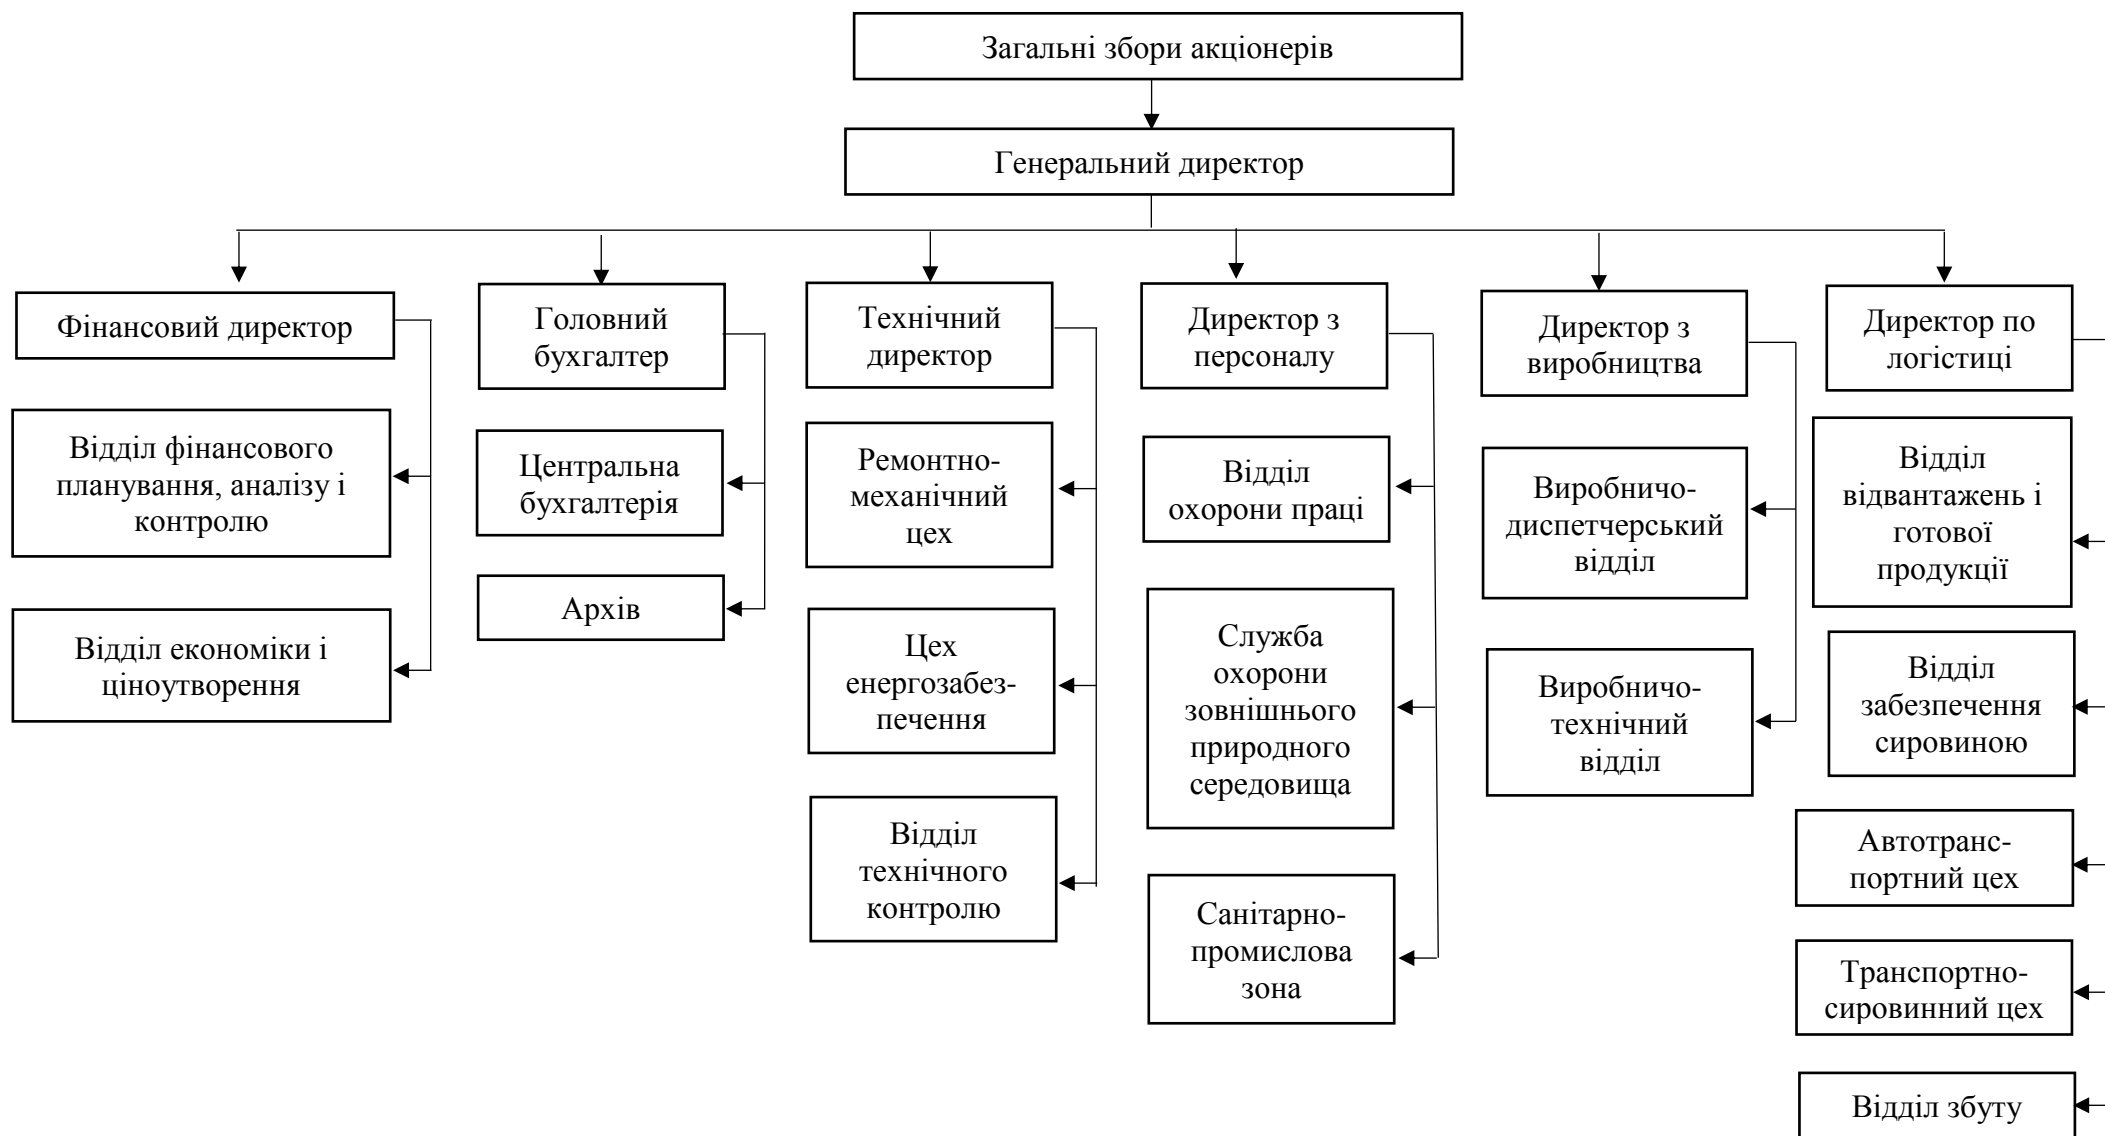 Загальні збори акціонерів
Генеральний директор
Фінансовий директор
Головний
бухгалтер
Технічний
директор
Директор з
персоналу
Директор з
виробництва
Директор по
логістиці
Відділ фінансового
планування, аналізу і
контролю
Відділ економіки і
ціноутворення
Центральна
бухгалтерія
Архів
Ремонтно-
механічний
цех
Цех
енергозабез-
печення
Відділ
технічного
контролю
Відділ
охорони праці
Служба
охорони
зовнішнього
природного
середовища
Санітарно-
промислова
зона
Виробничо-
диспетчерський
відділ
Виробничо-
технічний
відділ
Відділ
відвантажень і
готової
продукції
Відділ
забезпечення
сировиною
Автотранс-
портний цех
Транспортно-
сировинний цех
Відділ збуту